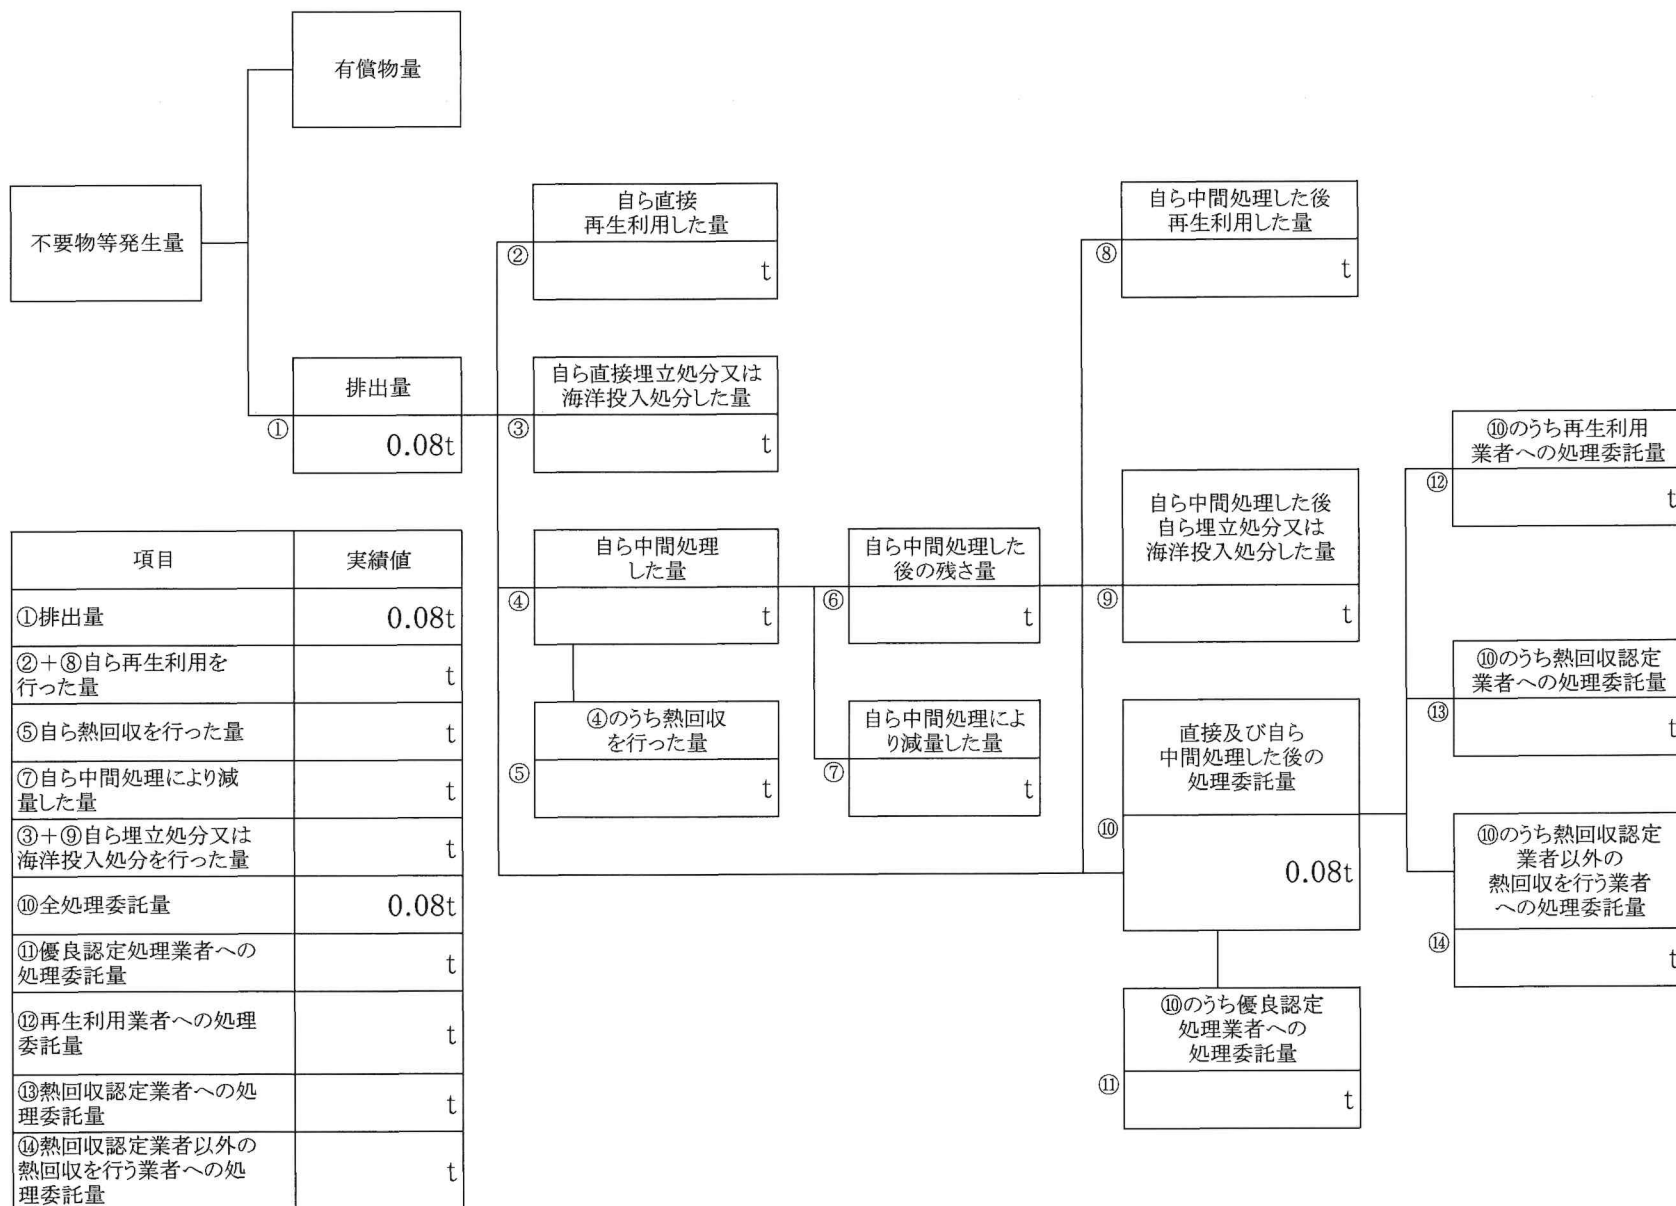 有償物量
不要物等発生量
排出量
①
0.08t
自ら直接
再生利用した量
②
t
自ら直接埋立処分又は
海洋投入処分した量
③
t
自ら中間処理
した量
④
t
④のうち熱回収
を行った量
⑤
t
自ら中間処理した
後の残さ量
⑥
t
自ら中間処理によ
り減量した量
⑦
t
自ら中間処理した後
再生利用した量
⑧
t
自ら中間処理した後
自ら埋立処分又は
海洋投入処分した量
⑨
t
直接及び自ら
中間処理した後の
処理委託量
⑩
0.08t
⑩のうち優良認定
処理業者への
処理委託量
⑪
t
⑩のうち再生利用
業者への処理委託量
⑫
t
⑩のうち熱回収認定
業者への処理委託量
⑬
t
⑩のうち熱回収認定
業者以外の
熱回収を行う業者
への処理委託量
⑭
t
項目 実績値
①排出量 0.08t
②+⑧自ら再生利用を
行った量 t
⑤自ら熱回収を行った量 t
⑦自ら中間処理により減
量した量 t
③+⑨自ら埋立処分又は
海洋投入処分を行った量 t
⑩全処理委託量 0.08t
⑪優良認定処理業者への
処理委託量 t
⑫再生利用業者への処理
委託量 t
⑬熱回収認定業者への処
理委託量 t
⑭熱回収認定業者以外の
熱回収を行う業者への処
理委託量 t